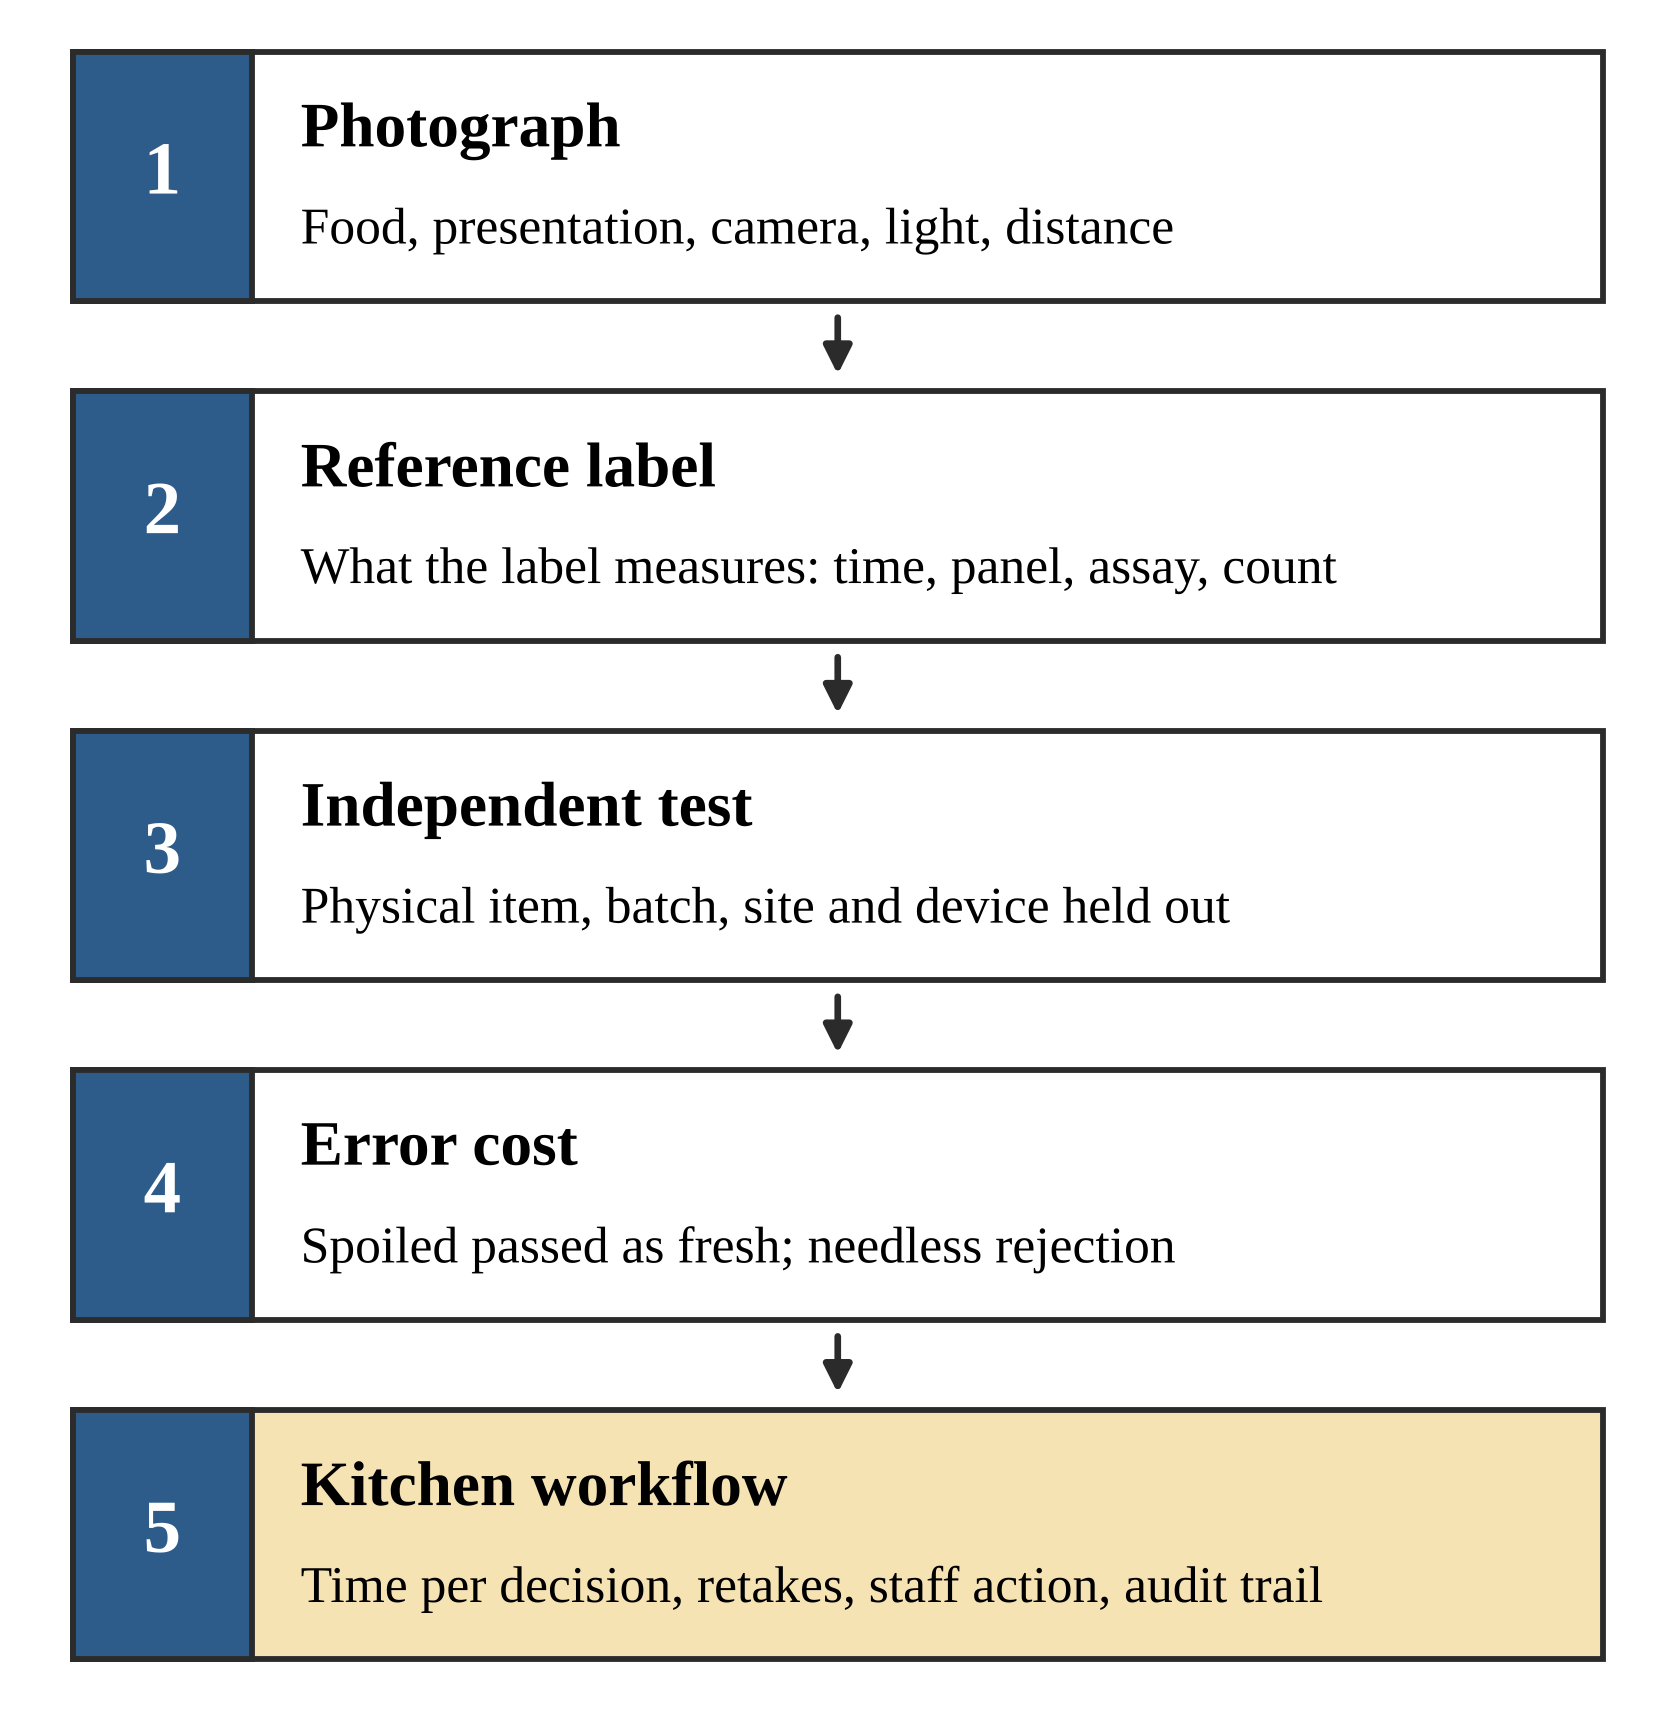 1
Photograph
Food, presentation, camera, light, distance
2
Reference label
What the label measures: time, panel, assay, count
3
Independent test
Physical item, batch, site and device held out
4
Error cost
Spoiled passed as fresh; needless rejection
5
Kitchen workflow
Time per decision, retakes, staff action, audit trail